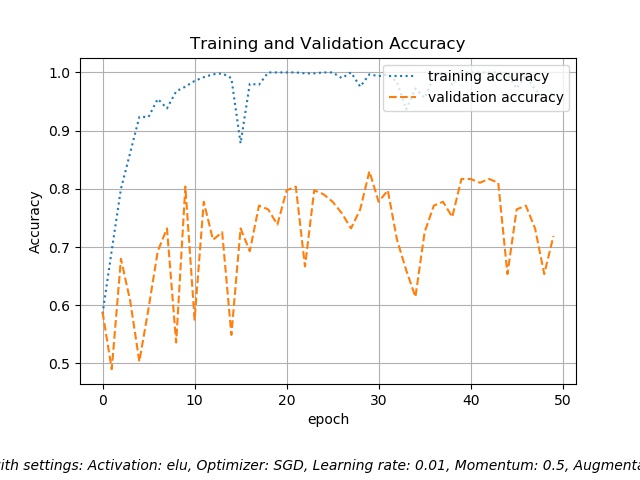 Training and Validation Accuracy
training accuracy
validation accuracy
Accuracy
1.0
0.9
0.8
0.7
0.6
0.5
0 10 20 30 40 50
epoch
settings: Activation: elu, Optimizer: SGD, Learning rate: 0.01, Momentum: 0.5,